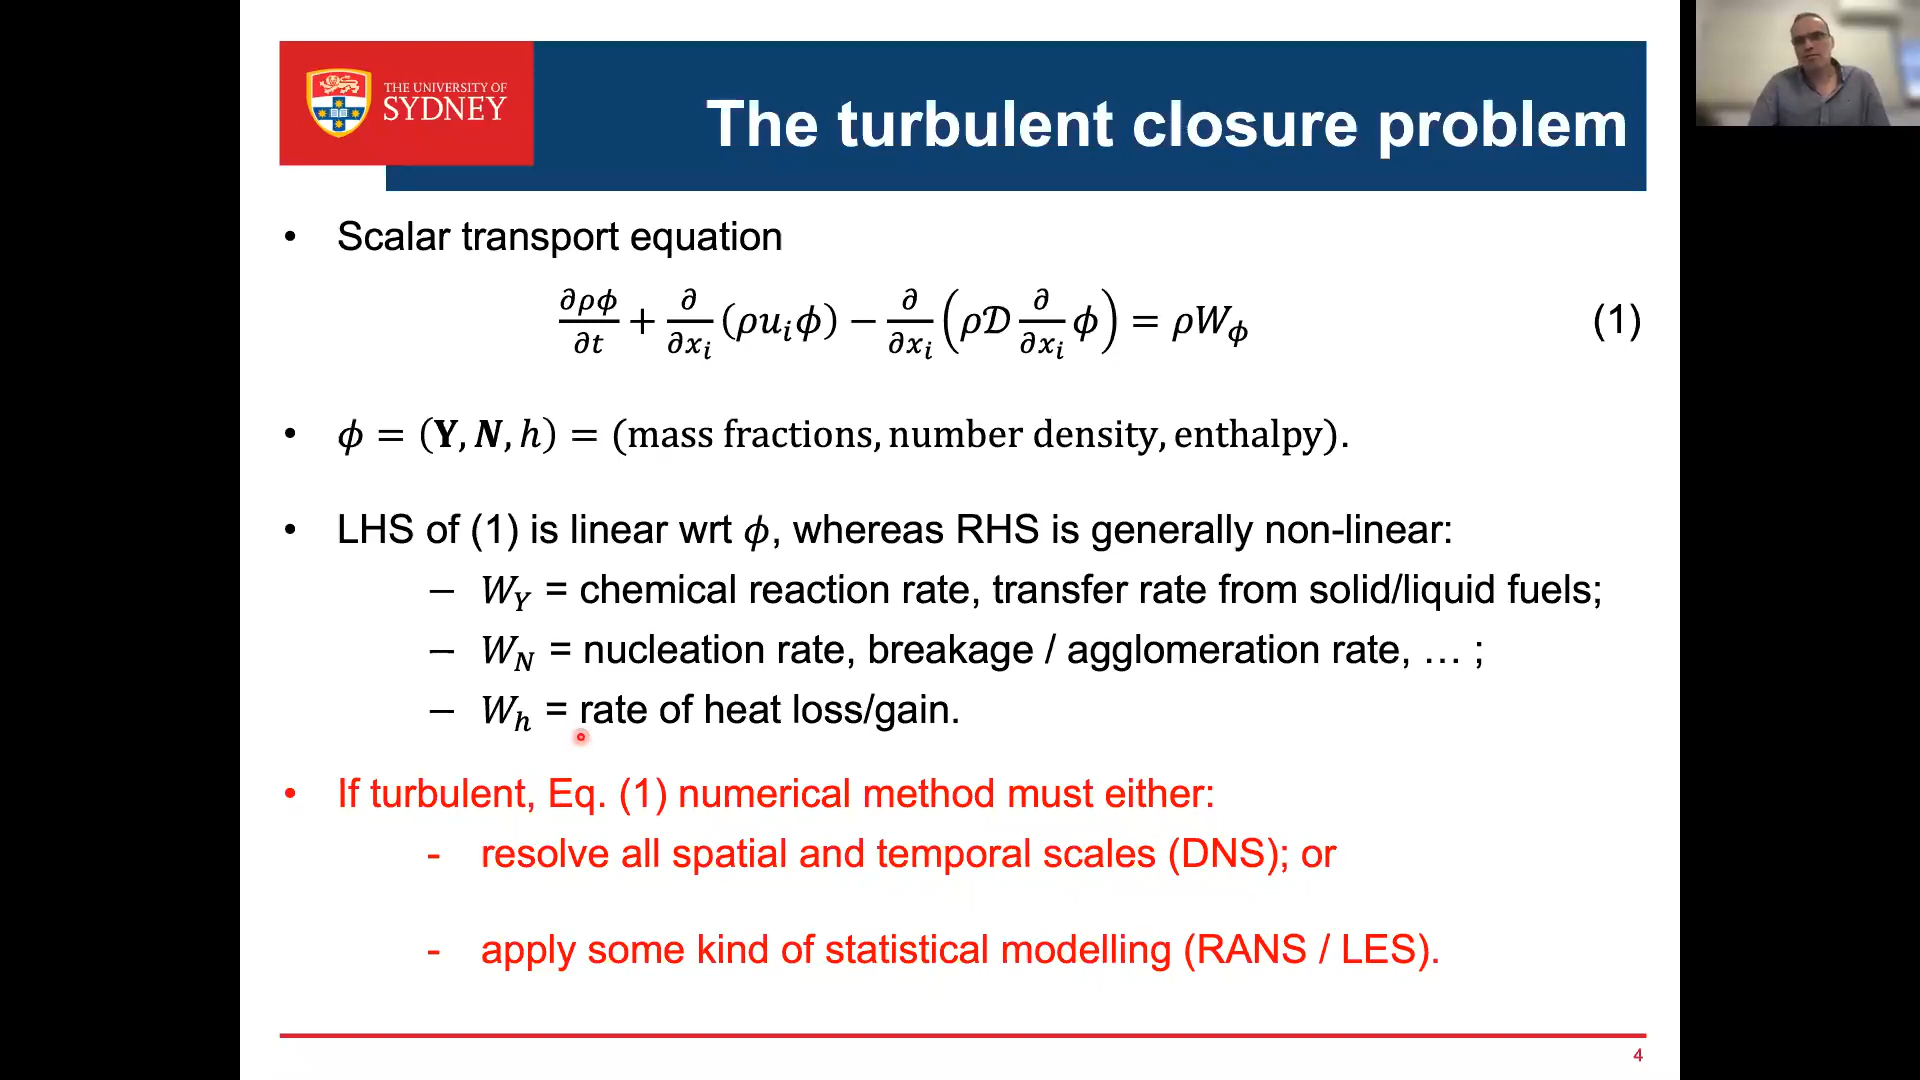 THE UNIVERSITY OF
SYDNEY
The turbulent closure problem
• Scalar transport equation
∂ρϕ/∂t + ∂/∂xᵢ (ρuᵢϕ) − ∂/∂xᵢ (ρ𝒟 ∂/∂xᵢ ϕ) = ρW_ϕ (1)
• ϕ = (Y, N, h) = (mass fractions, number density, enthalpy).
• LHS of (1) is linear wrt ϕ, whereas RHS is generally non-linear:
– W_Y = chemical reaction rate, transfer rate from solid/liquid fuels;
– W_N = nucleation rate, breakage / agglomeration rate, … ;
– W_h = rate of heat loss/gain.
• If turbulent, Eq. (1) numerical method must either:
- resolve all spatial and temporal scales (DNS); or
- apply some kind of statistical modelling (RANS / LES).
4